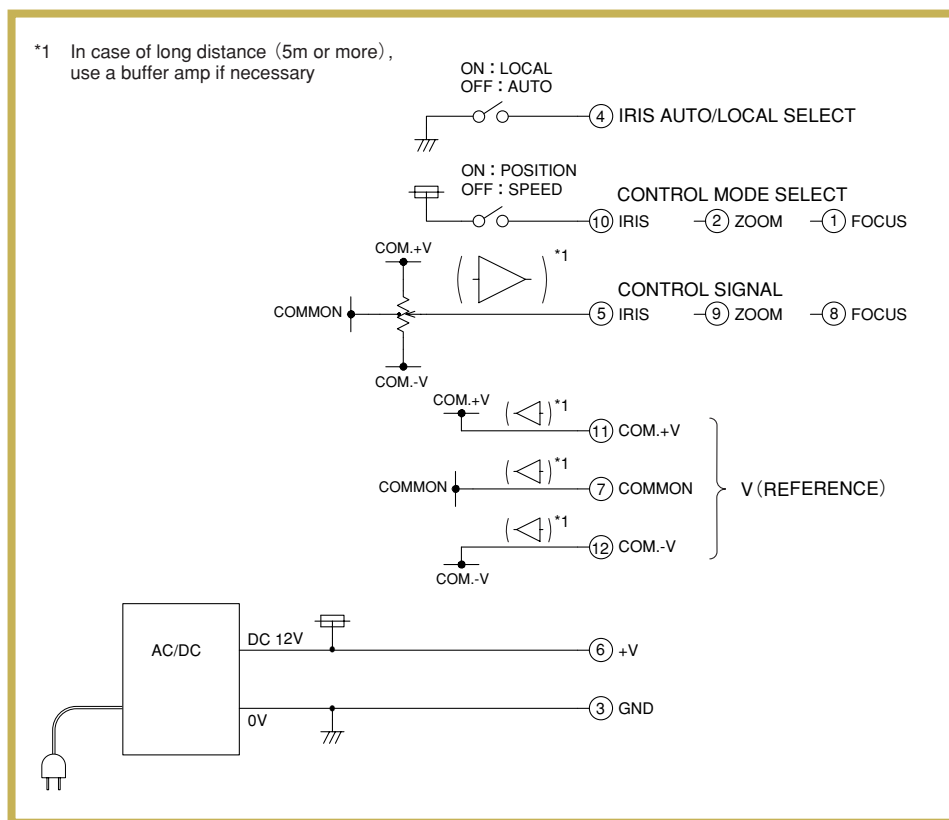 *1 In case of long distance (5m or more),
use a buffer amp if necessary
ON : LOCAL
OFF : AUTO
4 IRIS AUTO/LOCAL SELECT
ON : POSITION
OFF : SPEED
CONTROL MODE SELECT
10 IRIS 2 ZOOM 1 FOCUS
COM.+V
*1
CONTROL SIGNAL
COMMON
5 IRIS 9 ZOOM 8 FOCUS
COM.-V
COM.+V
*1
11 COM.+V
*1
COMMON
7 COMMON
V (REFERENCE)
*1
12 COM.-V
COM.-V
AC/DC
DC 12V
6 +V
0V
3 GND